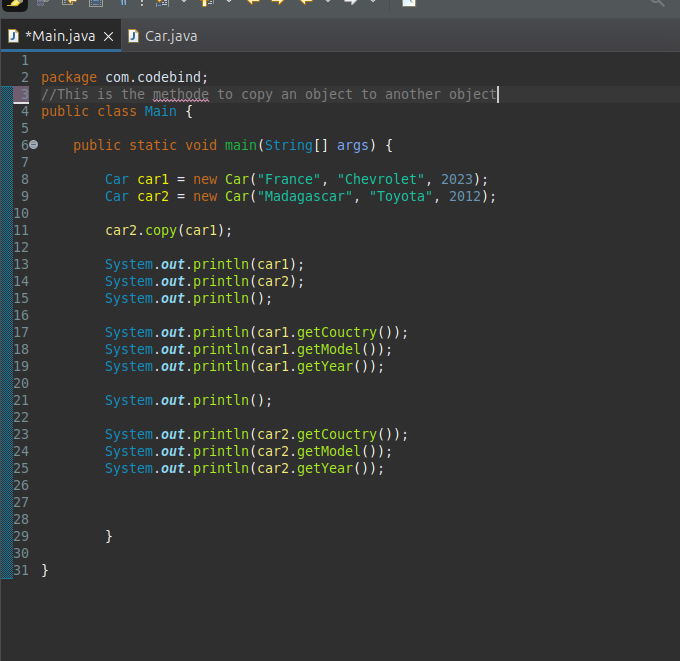 *Main.java Car.java
1
2 package com.codebind;
3 //This is the methode to copy an object to another object
4 public class Main {
5
6 public static void main(String[] args) {
7
8 Car car1 = new Car("France", "Chevrolet", 2023);
9 Car car2 = new Car("Madagascar", "Toyota", 2012);
10
11 car2.copy(car1);
12
13 System.out.println(car1);
14 System.out.println(car2);
15 System.out.println();
16
17 System.out.println(car1.getCouctry());
18 System.out.println(car1.getModel());
19 System.out.println(car1.getYear());
20
21 System.out.println();
22
23 System.out.println(car2.getCouctry());
24 System.out.println(car2.getModel());
25 System.out.println(car2.getYear());
26
27
28
29 }
30
31 }